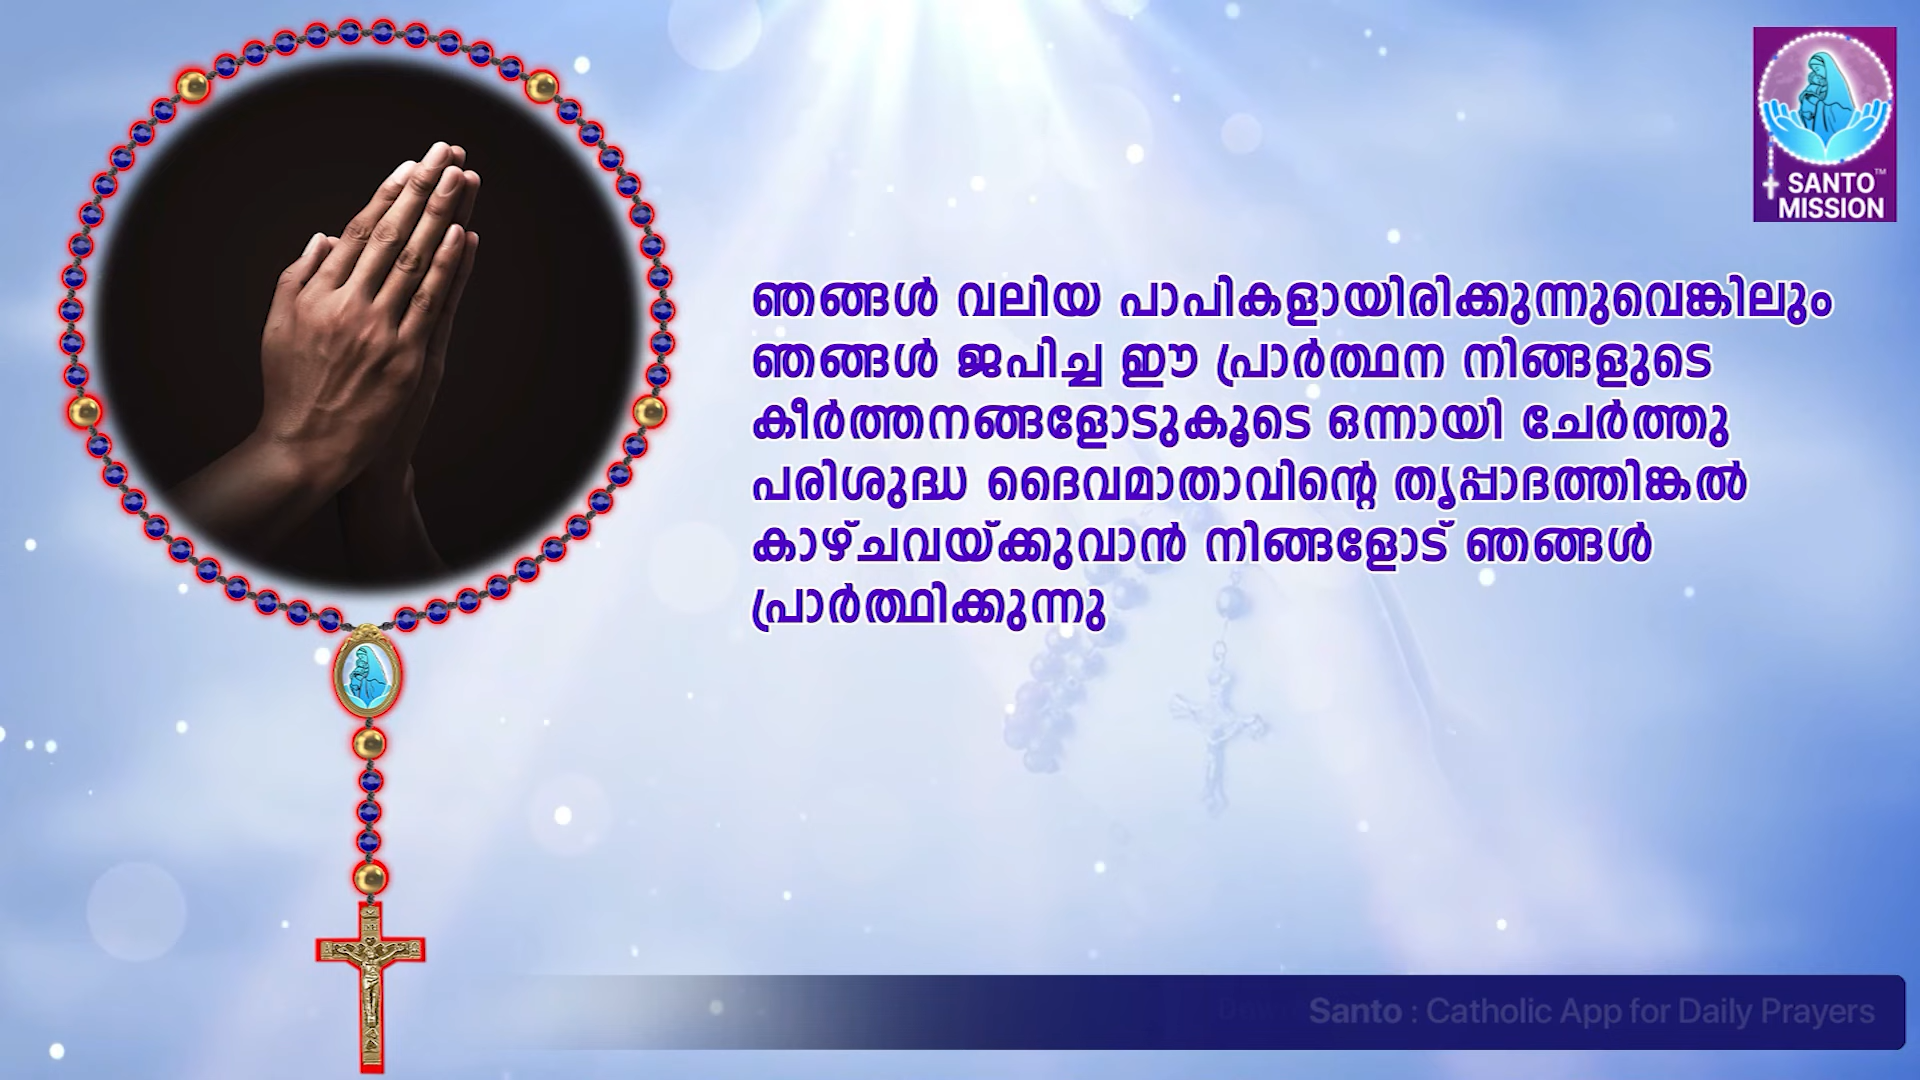 SANTO™
MISSION
ഞങ്ങൾ വലിയ പാപികളായിരിക്കുന്നുവെങ്കിലും
ഞങ്ങൾ ജപിച്ച ഈ പ്രാർത്ഥന നിങ്ങളുടെ
കീർത്തനങ്ങളോടുകൂടെ ഒന്നായി ചേർത്തു
പരിശുദ്ധ ദൈവമാതാവിന്റെ തൃപ്പാദത്തിങ്കൽ
കാഴ്ചവയ്ക്കുവാൻ നിങ്ങളോട് ഞങ്ങൾ
പ്രാർത്ഥിക്കുന്നു
Santo : Catholic App for Daily Prayers